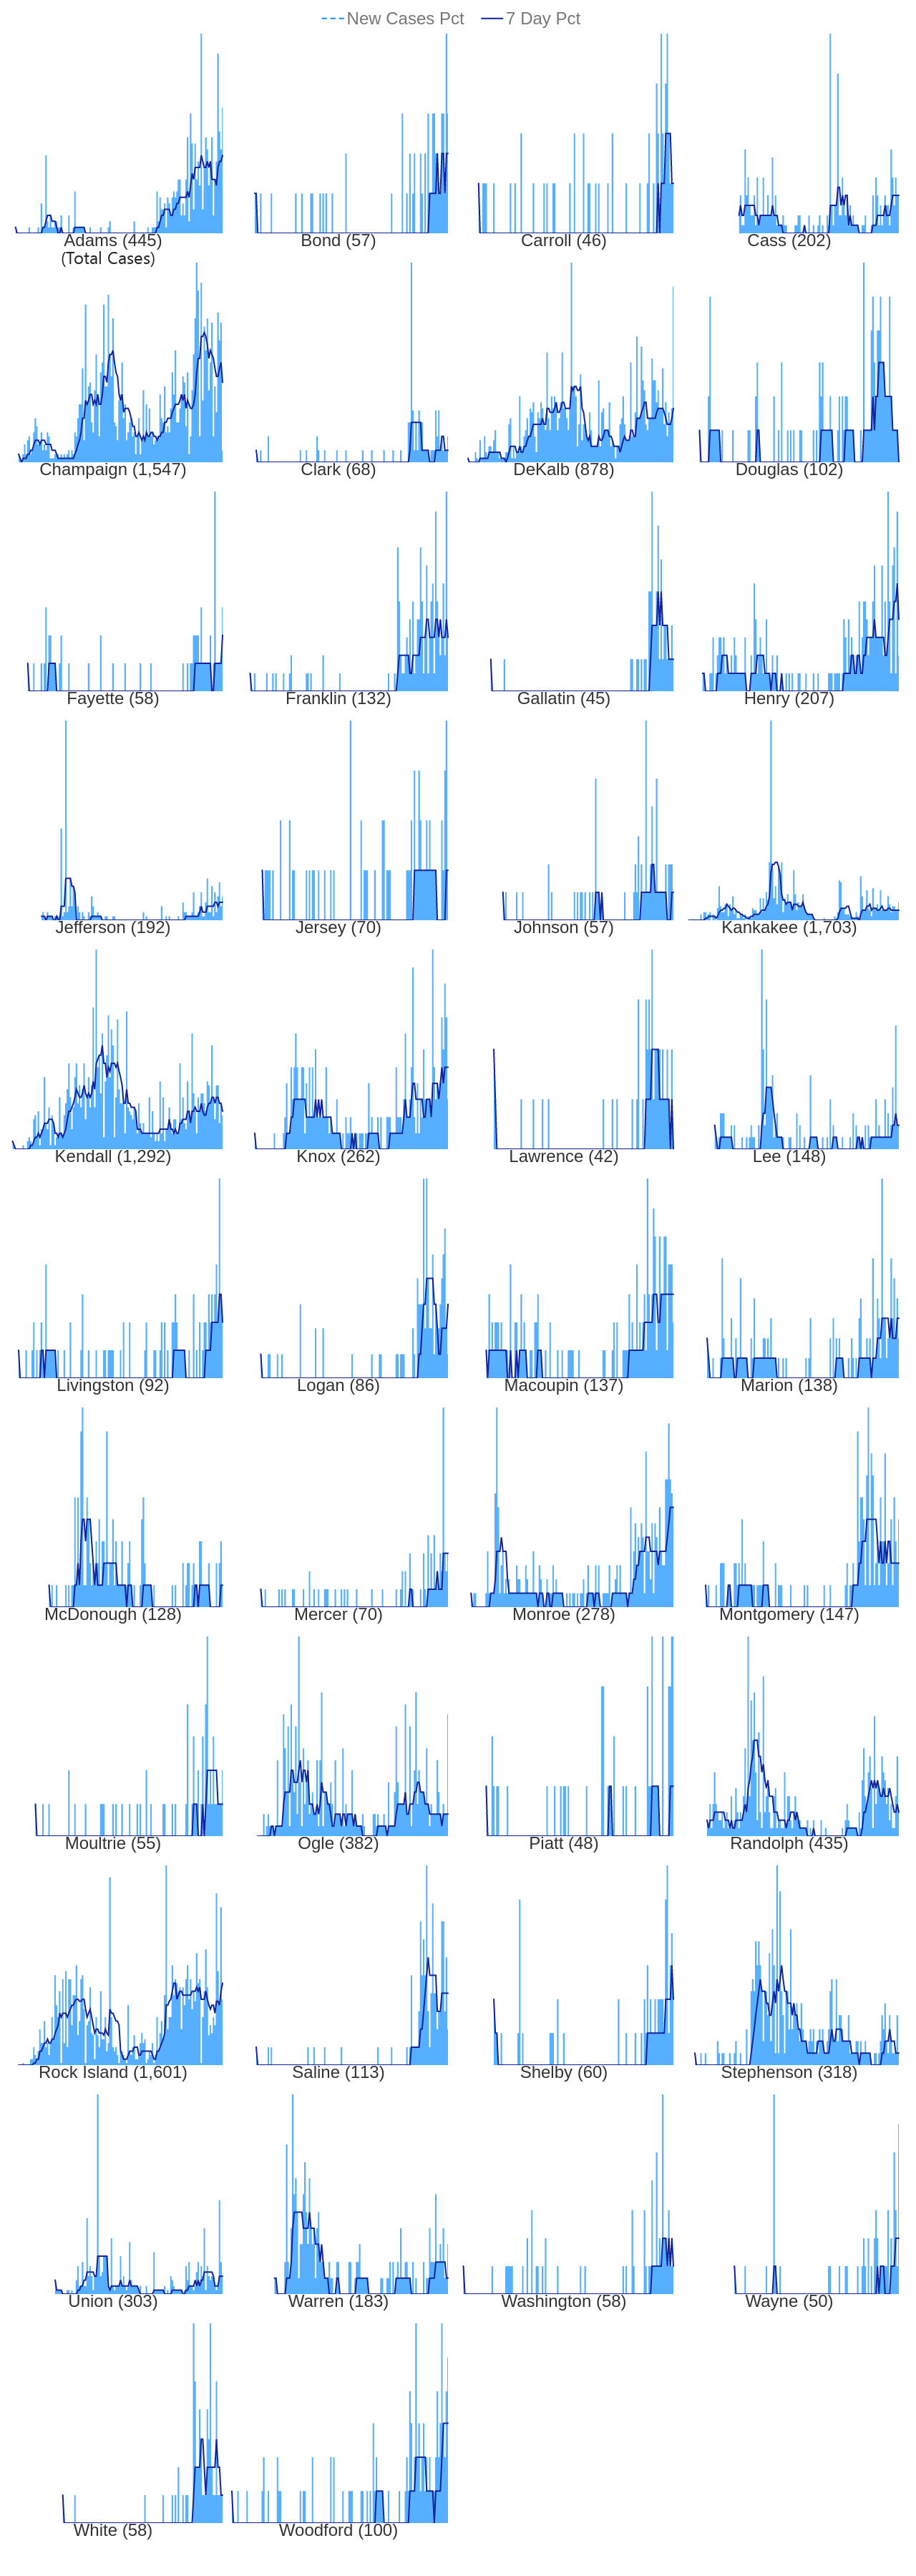 New Cases Pct 7 Day Pct
Adams (445) Bond (57) Carroll (46) Cass (202)
(Total Cases)
Champaign (1,547) Clark (68) DeKalb (878) Douglas (102)
Fayette (58) Franklin (132) Gallatin (45) Henry (207)
Jefferson (192) Jersey (70) Johnson (57) Kankakee (1,703)
Kendall (1,292) Knox (262) Lawrence (42) Lee (148)
Livingston (92) Logan (86) Macoupin (137) Marion (138)
McDonough (128) Mercer (70) Monroe (278) Montgomery (147)
Moultrie (55) Ogle (382) Piatt (48) Randolph (435)
Rock Island (1,601) Saline (113) Shelby (60) Stephenson (318)
Union (303) Warren (183) Washington (58) Wayne (50)
White (58) Woodford (100)